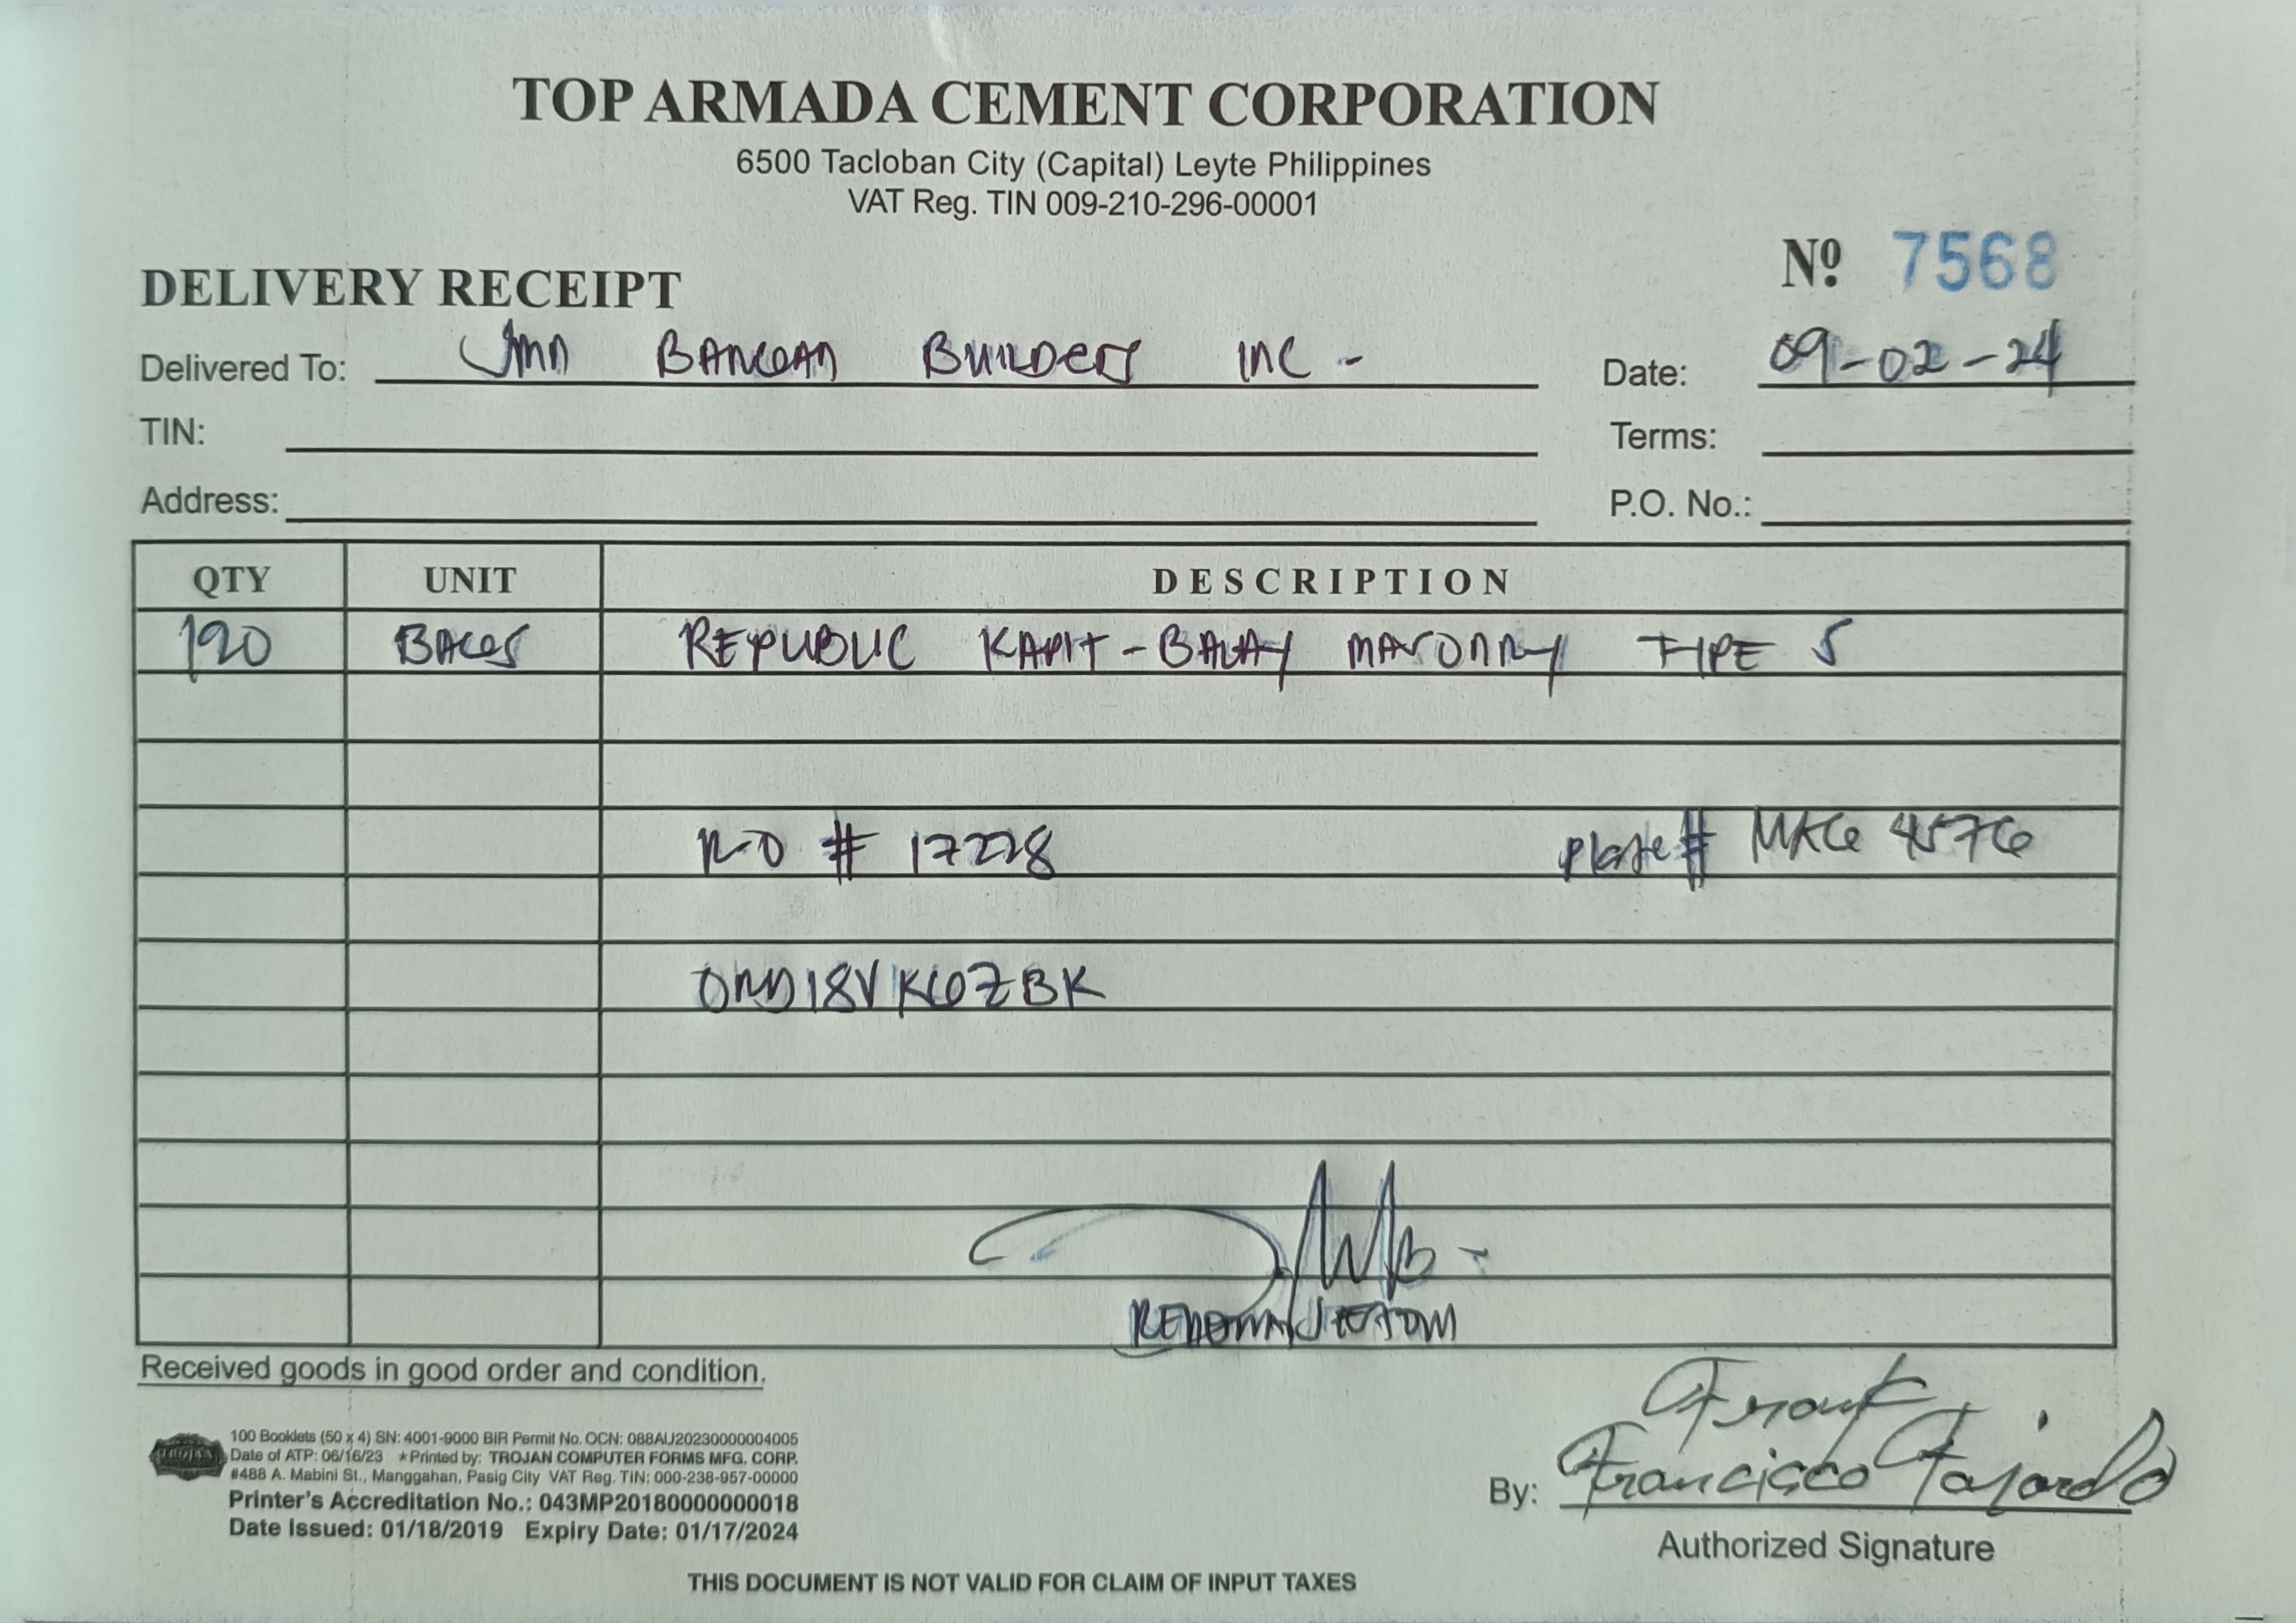 TOP ARMADA CEMENT CORPORATION
6500 Tacloban City (Capital) Leyte Philippines
VAT Reg. TIN 009-210-296-00001
Nº 7568
DELIVERY RECEIPT
Delivered To: BUILDERS INC - Date: 09-02-24
TIN: Terms:
Address: P.O. No.:
QTY UNIT DESCRIPTION
120 BAGS REPUBLIC KAPIT-BALAY MASONRY TYPE S
# 17228 Plate # MKG 4576
Frank
Received goods in good order and condition.
By: Francisco Fajardo
Authorized Signature
TROJAN
100 Booklets (50 x 4) SN: 4001-9000 BIR Permit No. OCN: 088AU20230000004005
Date of ATP: 06/16/23 ★Printed by: TROJAN COMPUTER FORMS MFG. CORP.
#488 A. Mabini St., Manggahan, Pasig City VAT Reg. TIN: 000-238-957-00000
Printer's Accreditation No.: 043MP20180000000018
Date Issued: 01/18/2019 Expiry Date: 01/17/2024
THIS DOCUMENT IS NOT VALID FOR CLAIM OF INPUT TAXES